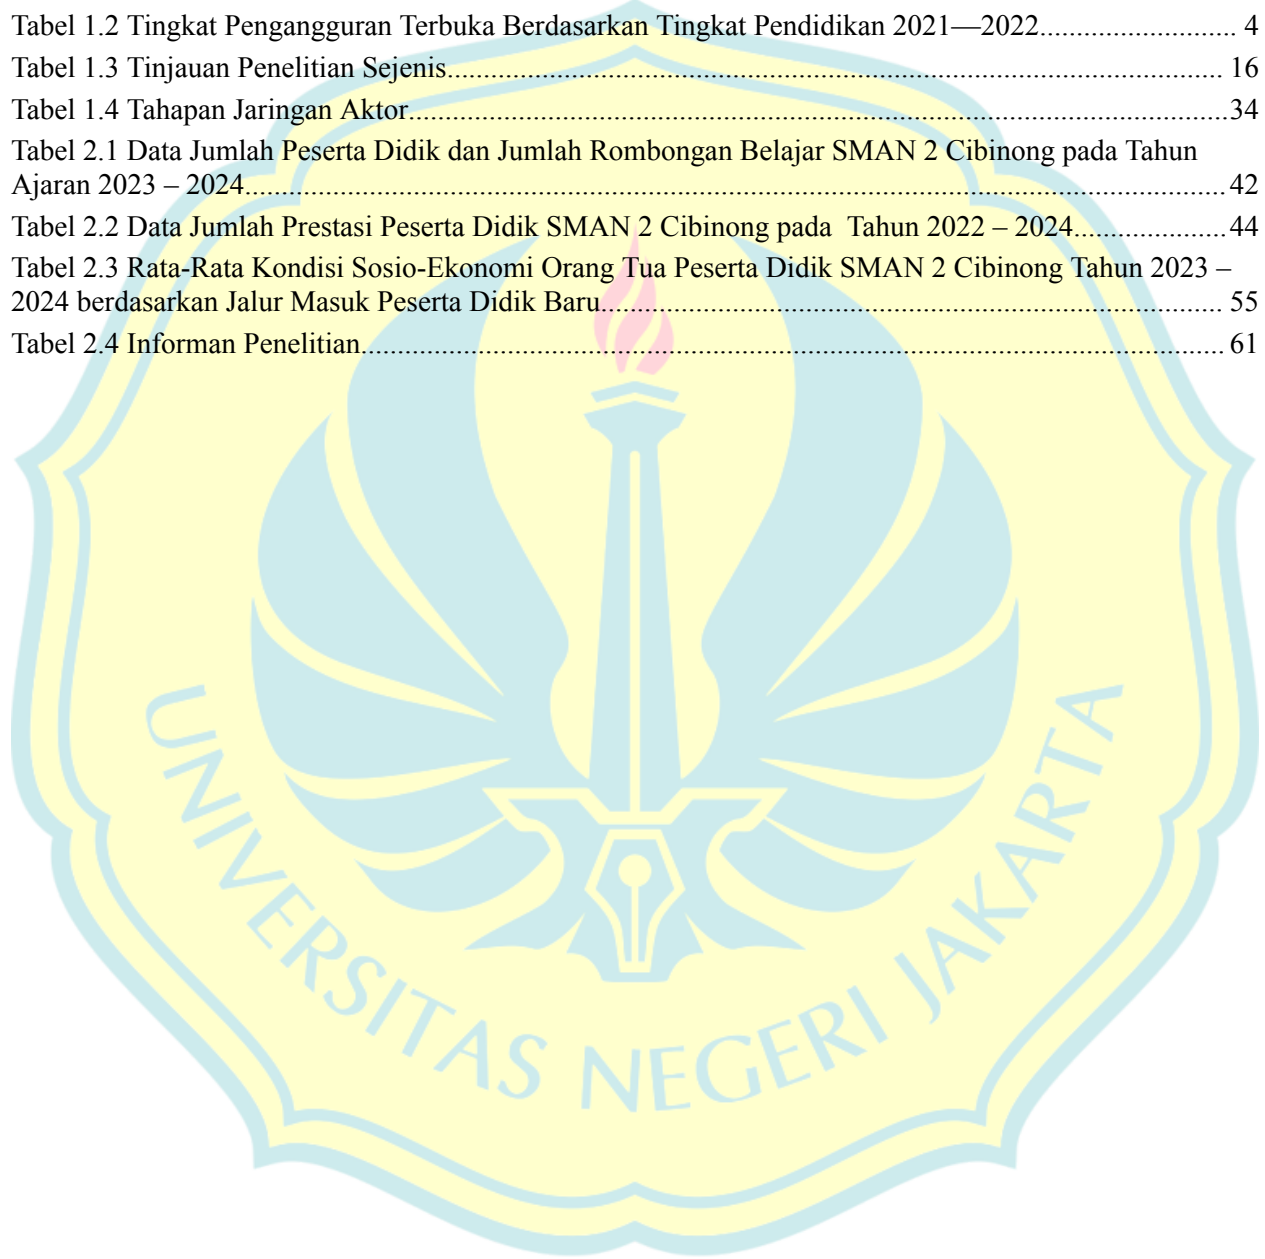 Tabel 1.2 Tingkat Pengangguran Terbuka Berdasarkan Tingkat Pendidikan 2021—2022........................... 4
Tabel 1.3 Tinjauan Penelitian Sejenis............................................................................................................. 16
Tabel 1.4 Tahapan Jaringan Aktor...................................................................................................................34
Tabel 2.1 Data Jumlah Peserta Didik dan Jumlah Rombongan Belajar SMAN 2 Cibinong pada Tahun
Ajaran 2023 – 2024..........................................................................................................................................42
Tabel 2.2 Data Jumlah Prestasi Peserta Didik SMAN 2 Cibinong pada  Tahun 2022 – 2024.....................44
Tabel 2.3 Rata-Rata Kondisi Sosio-Ekonomi Orang Tua Peserta Didik SMAN 2 Cibinong Tahun 2023 –
2024 berdasarkan Jalur Masuk Peserta Didik Baru........................................................................................ 55
Tabel 2.4 Informan Penelitian.......................................................................................................................... 61
UNIVERSITAS NEGERI JAKARTA